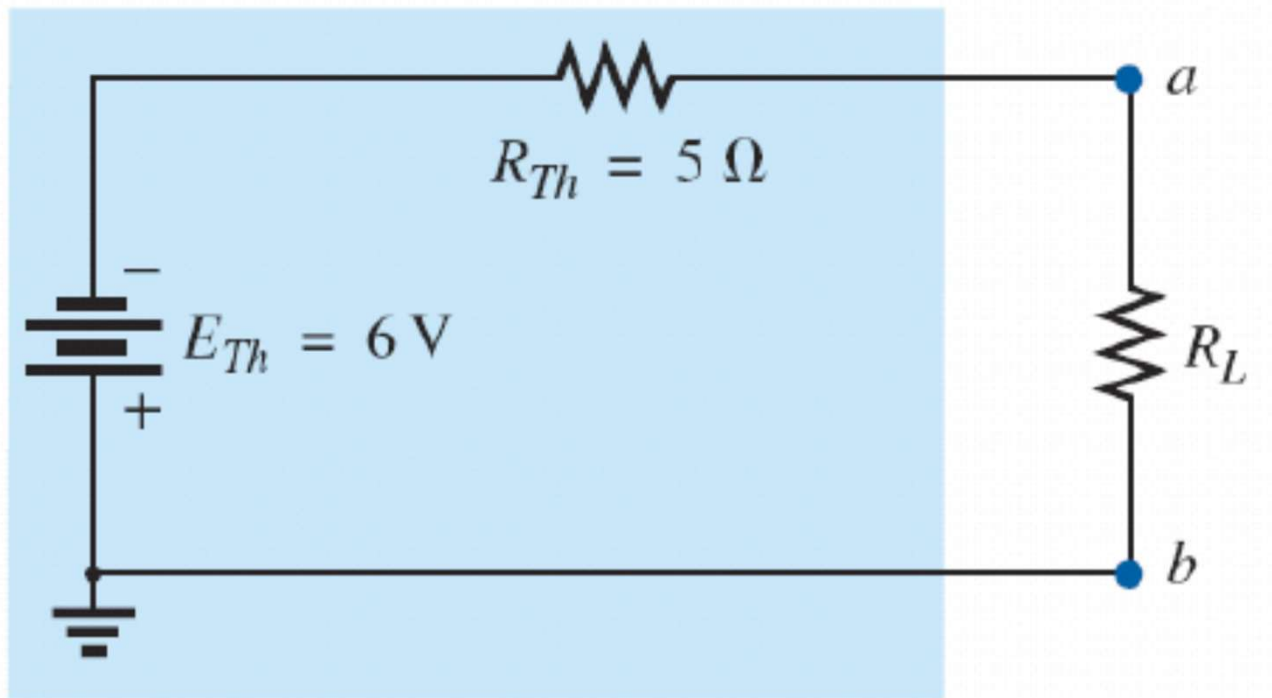 a
R_Th = 5 Ω
−
E_Th = 6 V
+
R_L
b